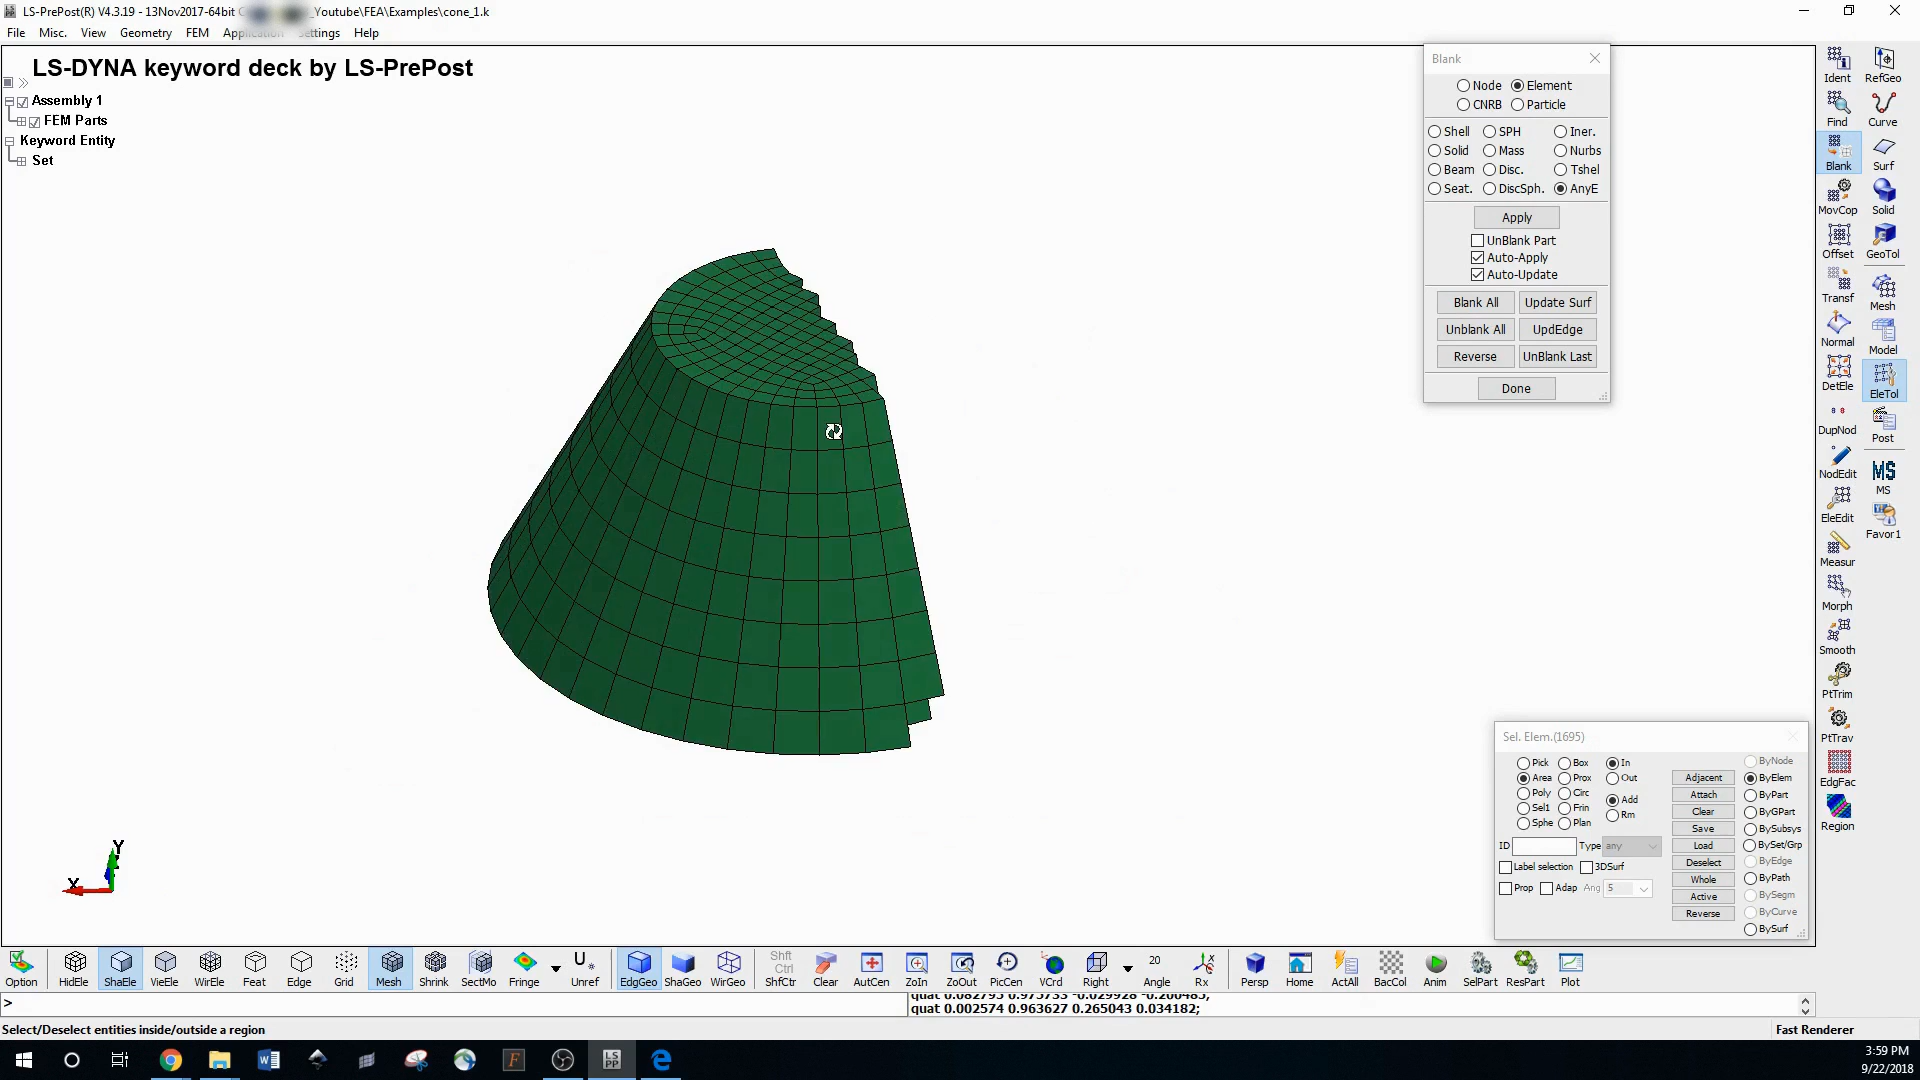 LS-PrePost(R) V4.3.19 - 13Nov2017-64bit
_Youtube\FEA\Examples\cone_1.k
File Misc. View Geometry FEM Settings Help
LS-DYNA keyword deck by LS-PrePost
Assembly 1
FEM Parts
Keyword Entity
Set
Blank
Node Element
CNRB Particle
Shell SPH Iner.
Solid Mass Nurbs
Beam Disc. Tshel
Seat. DiscSph. AnyE
Apply
UnBlank Part
Auto-Apply
Auto-Update
Blank All Update Surf
Unblank All UpdEdge
Reverse UnBlank Last
Done
Ident RefGeo
Find Curve
Blank Surf
MovCop Solid
Offset GeoTol
Transf Mesh
Normal Model
DetEle EleTol
DupNod Post
NodEdit MS
MS
EleEdit Favor1
Measur
Morph
Smooth
PtTrim
PtTrav
EdgFac
Region
Sel. Elem.(1695)
Pick Box In
Area Prox Out
Poly Circ
Sel1 Frin Add
Sphe Plan Rm
ID Type any
Label selection 3DSurf
Prop Adap Ang 5
Adjacent
Attach
Clear
Save
Load
Deselect
Whole
Active
Reverse
ByNode
ByElem
ByPart
ByGPart
BySubsys
BySet/Grp
ByEdge
ByPath
BySegm
ByCurve
BySurf
Y
X
Option HidEle ShaEle VieEle WirEle Feat Edge Grid Mesh Shrink SectMo Fringe U Unref EdgGeo ShaGeo WirGeo Shft Ctrl ShfCtr Clear AutCen ZoIn ZoOut PicCen VCrd Right 20 Angle Rx Persp Home ActAll BacCol Anim SelPart ResPart Plot
>
quat 0.002574 0.963627 0.265043 0.034182;
Select/Deselect entities inside/outside a region
Fast Renderer
LS
PP
3:59 PM
9/22/2018